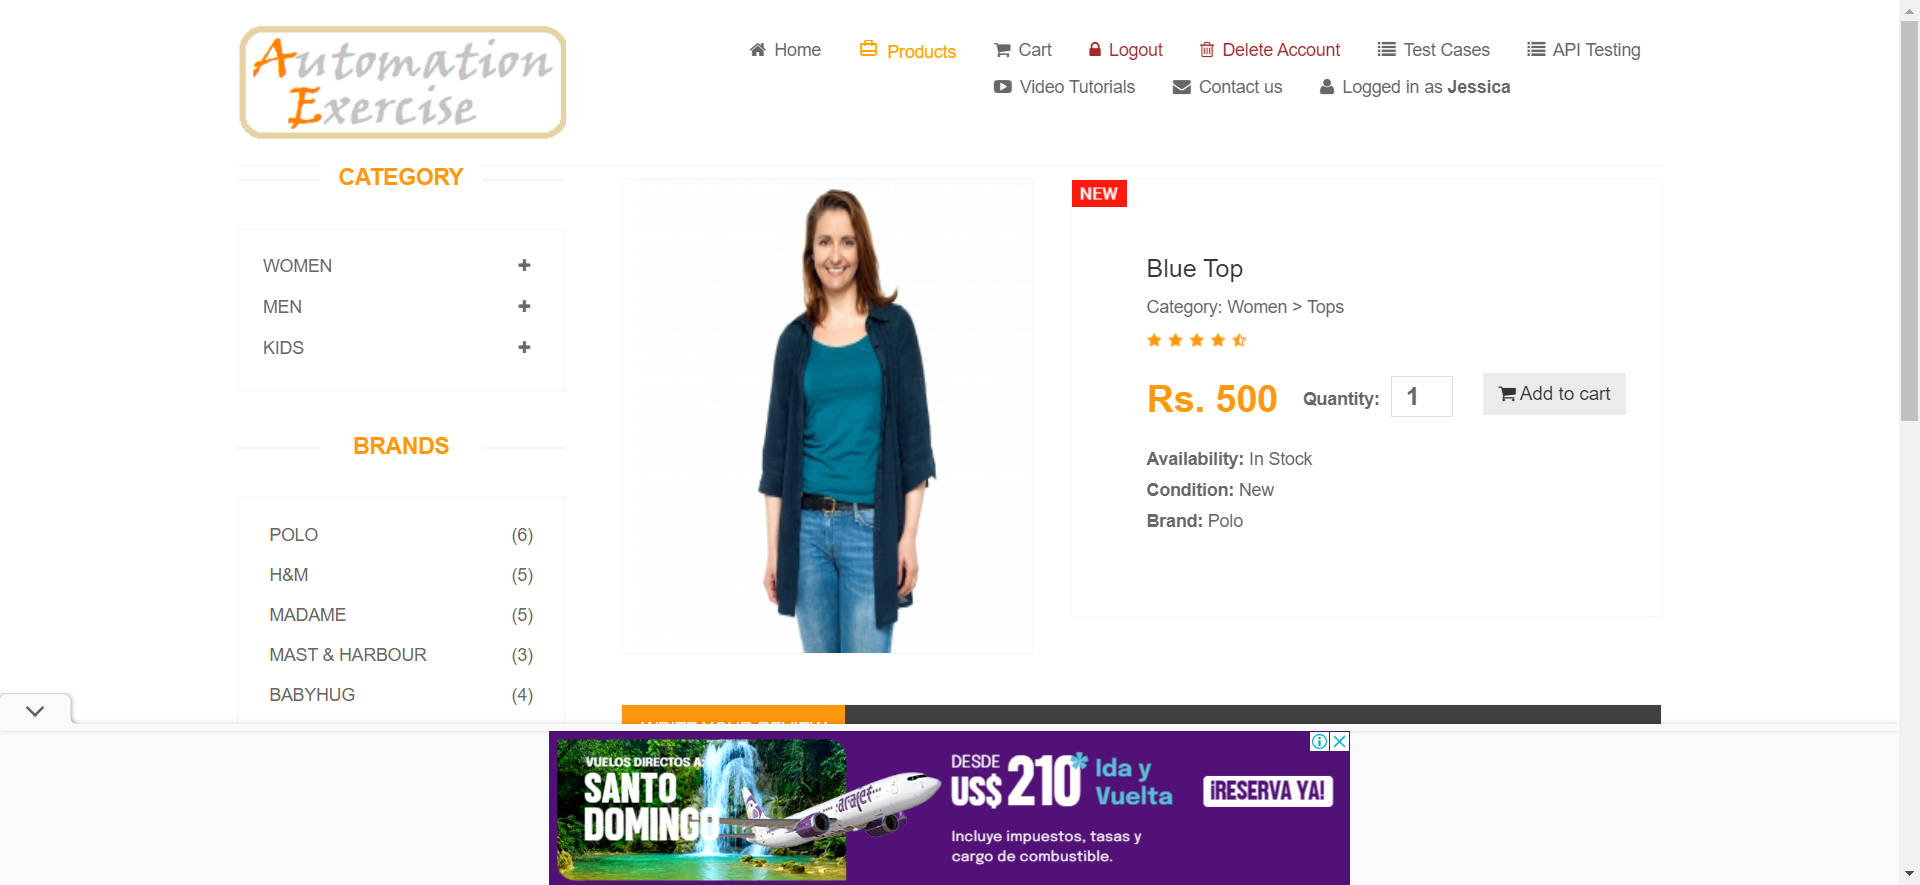 Automation
Exercise
Home
Products
Cart
Logout
Delete Account
Test Cases
API Testing
Video Tutorials
Contact us
Logged in as Jessica
CATEGORY
WOMEN
MEN
KIDS
BRANDS
POLO (6)
H&M (5)
MADAME (5)
MAST & HARBOUR (3)
BABYHUG (4)
NEW
Blue Top
Category: Women > Tops
Rs. 500
Quantity: 1
Add to cart
Availability: In Stock
Condition: New
Brand: Polo
WRITE YOUR REVIEW
VUELOS DIRECTOS A:
SANTO
DOMINGO
arajet
DESDE
US$ 210*
Ida y
Vuelta
Incluye impuestos, tasas y
cargo de combustible.
¡RESERVA YA!